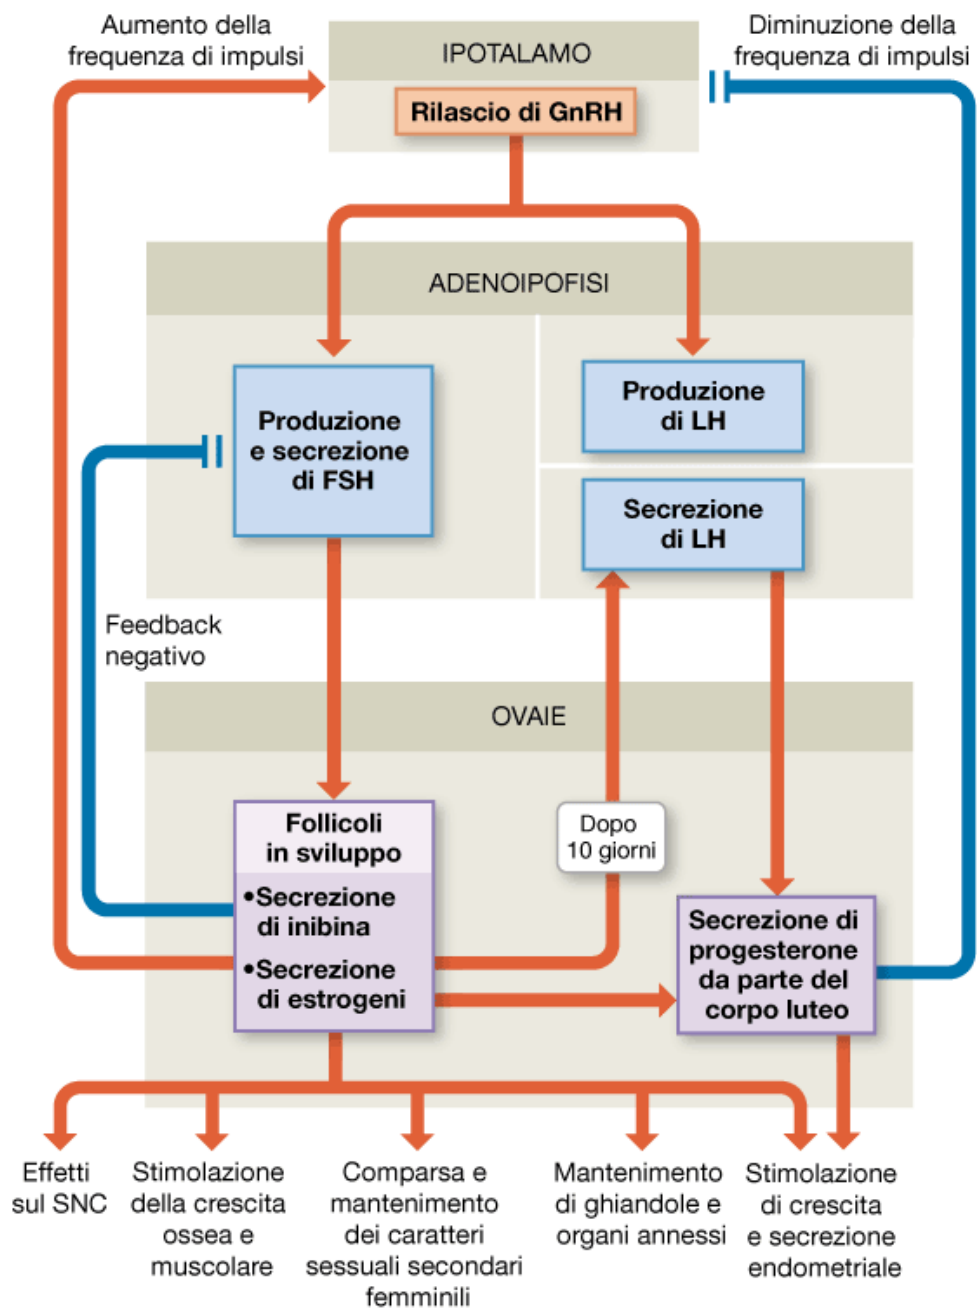 Aumento della
frequenza di impulsi
IPOTALAMO
Diminuzione della
frequenza di impulsi
Rilascio di GnRH
ADENOIPOFISI
Produzione
e secrezione
di FSH
Produzione
di LH
Secrezione
di LH
Feedback
negativo
OVAIE
Follicoli
in sviluppo
•Secrezione
di inibina
•Secrezione
di estrogeni
Dopo
10 giorni
Secrezione di
progesterone
da parte del
corpo luteo
Effetti
sul SNC
Stimolazione
della crescita
ossea e
muscolare
Comparsa e
mantenimento
dei caratteri
sessuali secondari
femminili
Mantenimento
di ghiandole e
organi annessi
Stimolazione
di crescita
e secrezione
endometriale